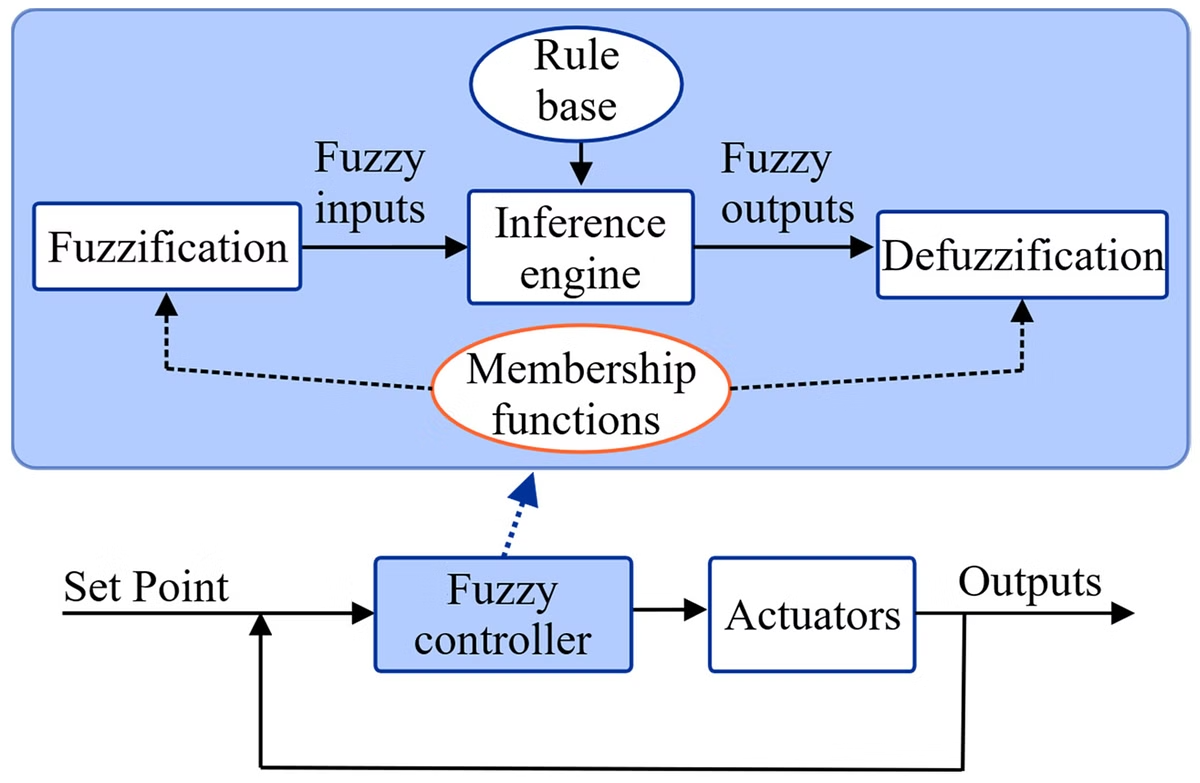 Rule
base
Fuzzy
inputs
Fuzzy
outputs
Fuzzification
Inference
engine
Defuzzification
Membership
functions
Set Point
Fuzzy
controller
Actuators
Outputs